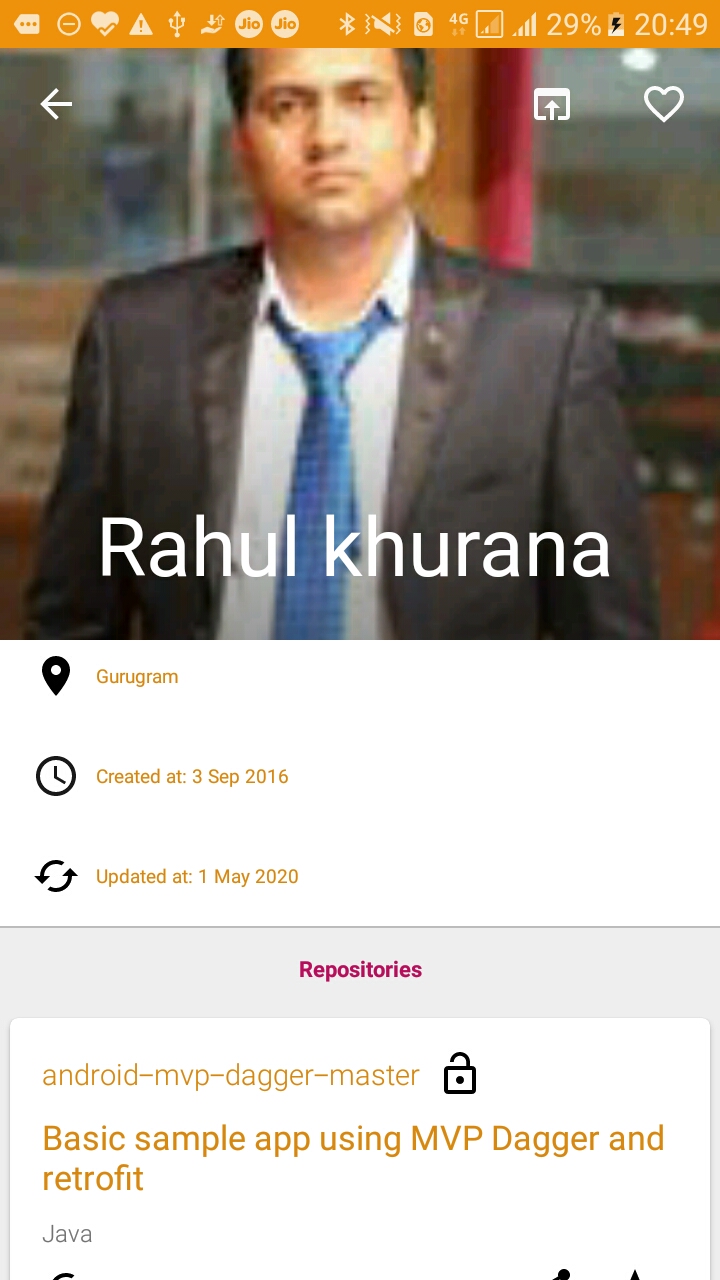 Jio Jio 4G 29% 20:49
Rahul khurana
Gurugram
Created at: 3 Sep 2016
Updated at: 1 May 2020
Repositories
android-mvp-dagger-master
Basic sample app using MVP Dagger and
retrofit
Java